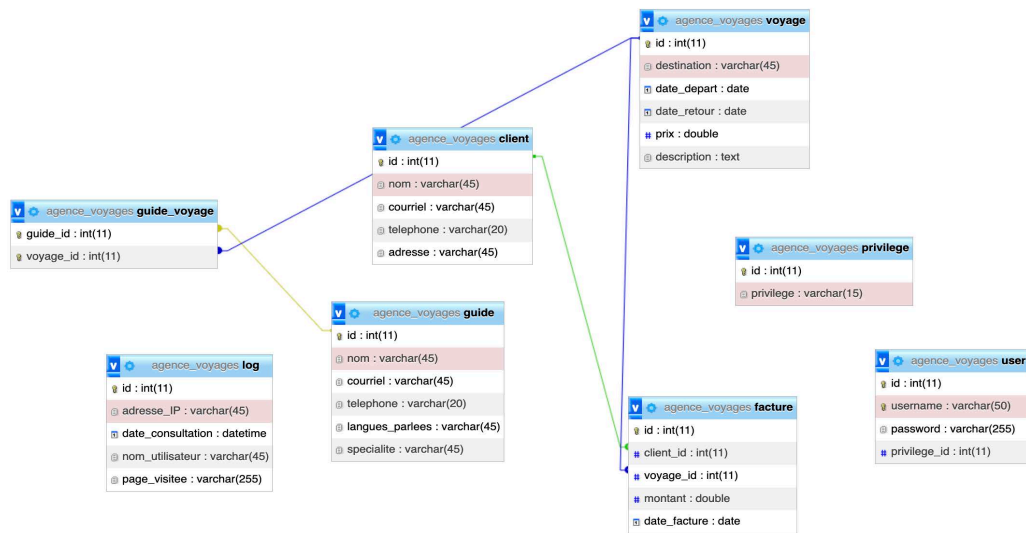 v agence_voyages voyage
id : int(11)
destination : varchar(45)
date_depart : date
date_retour : date
# prix : double
description : text
v agence_voyages client
id : int(11)
nom : varchar(45)
courriel : varchar(45)
telephone : varchar(20)
adresse : varchar(45)
v agence_voyages guide_voyage
guide_id : int(11)
voyage_id : int(11)
v agence_voyages privilege
id : int(11)
privilege : varchar(15)
v agence_voyages guide
id : int(11)
nom : varchar(45)
courriel : varchar(45)
telephone : varchar(20)
langues_parlees : varchar(45)
specialite : varchar(45)
v agence_voyages log
id : int(11)
adresse_IP : varchar(45)
date_consultation : datetime
nom_utilisateur : varchar(45)
page_visitee : varchar(255)
v agence_voyages user
id : int(11)
username : varchar(50)
password : varchar(255)
# privilege_id : int(11)
v agence_voyages facture
id : int(11)
# client_id : int(11)
# voyage_id : int(11)
# montant : double
date_facture : date